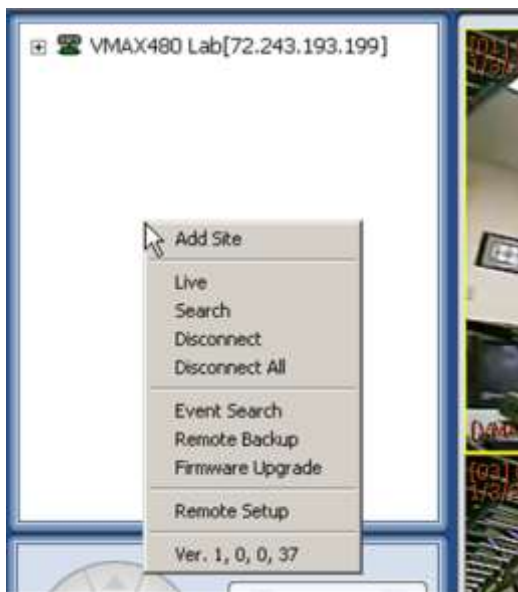 VMAX480 Lab[72.243.193.199]
Add Site
Live
Search
Disconnect
Disconnect All
Event Search
Remote Backup
Firmware Upgrade
Remote Setup
Ver. 1, 0, 0, 37